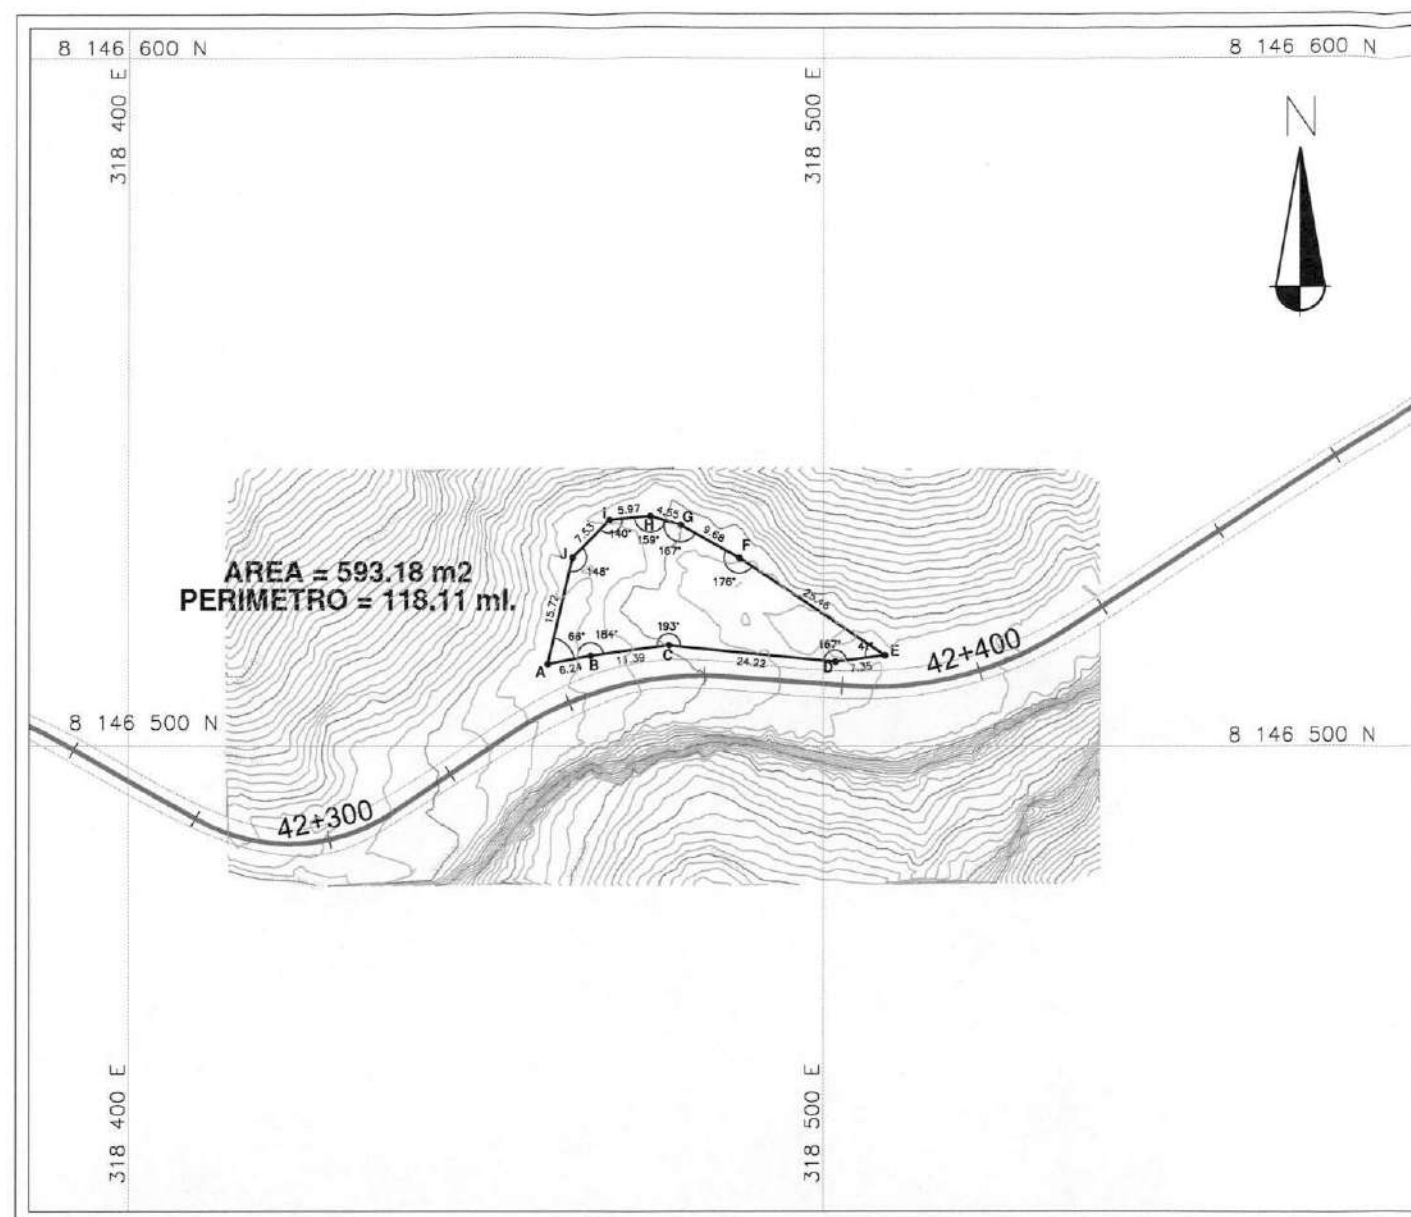 8 146 600 N
8 146 600 N
318 400 E
318 500 E
N
I
5.97
H
4.55
G
7.53
140°
159°
167°
9.68
F
J
148°
176°
AREA = 593.18 m2
PERIMETRO = 118.11 ml.
15.72
25.46
66°
184°
193°
167°
47°
E
A
6.24
B
11.39
C
24.22
D
7.35
42+400
8 146 500 N
8 146 500 N
42+300
318 400 E
318 500 E